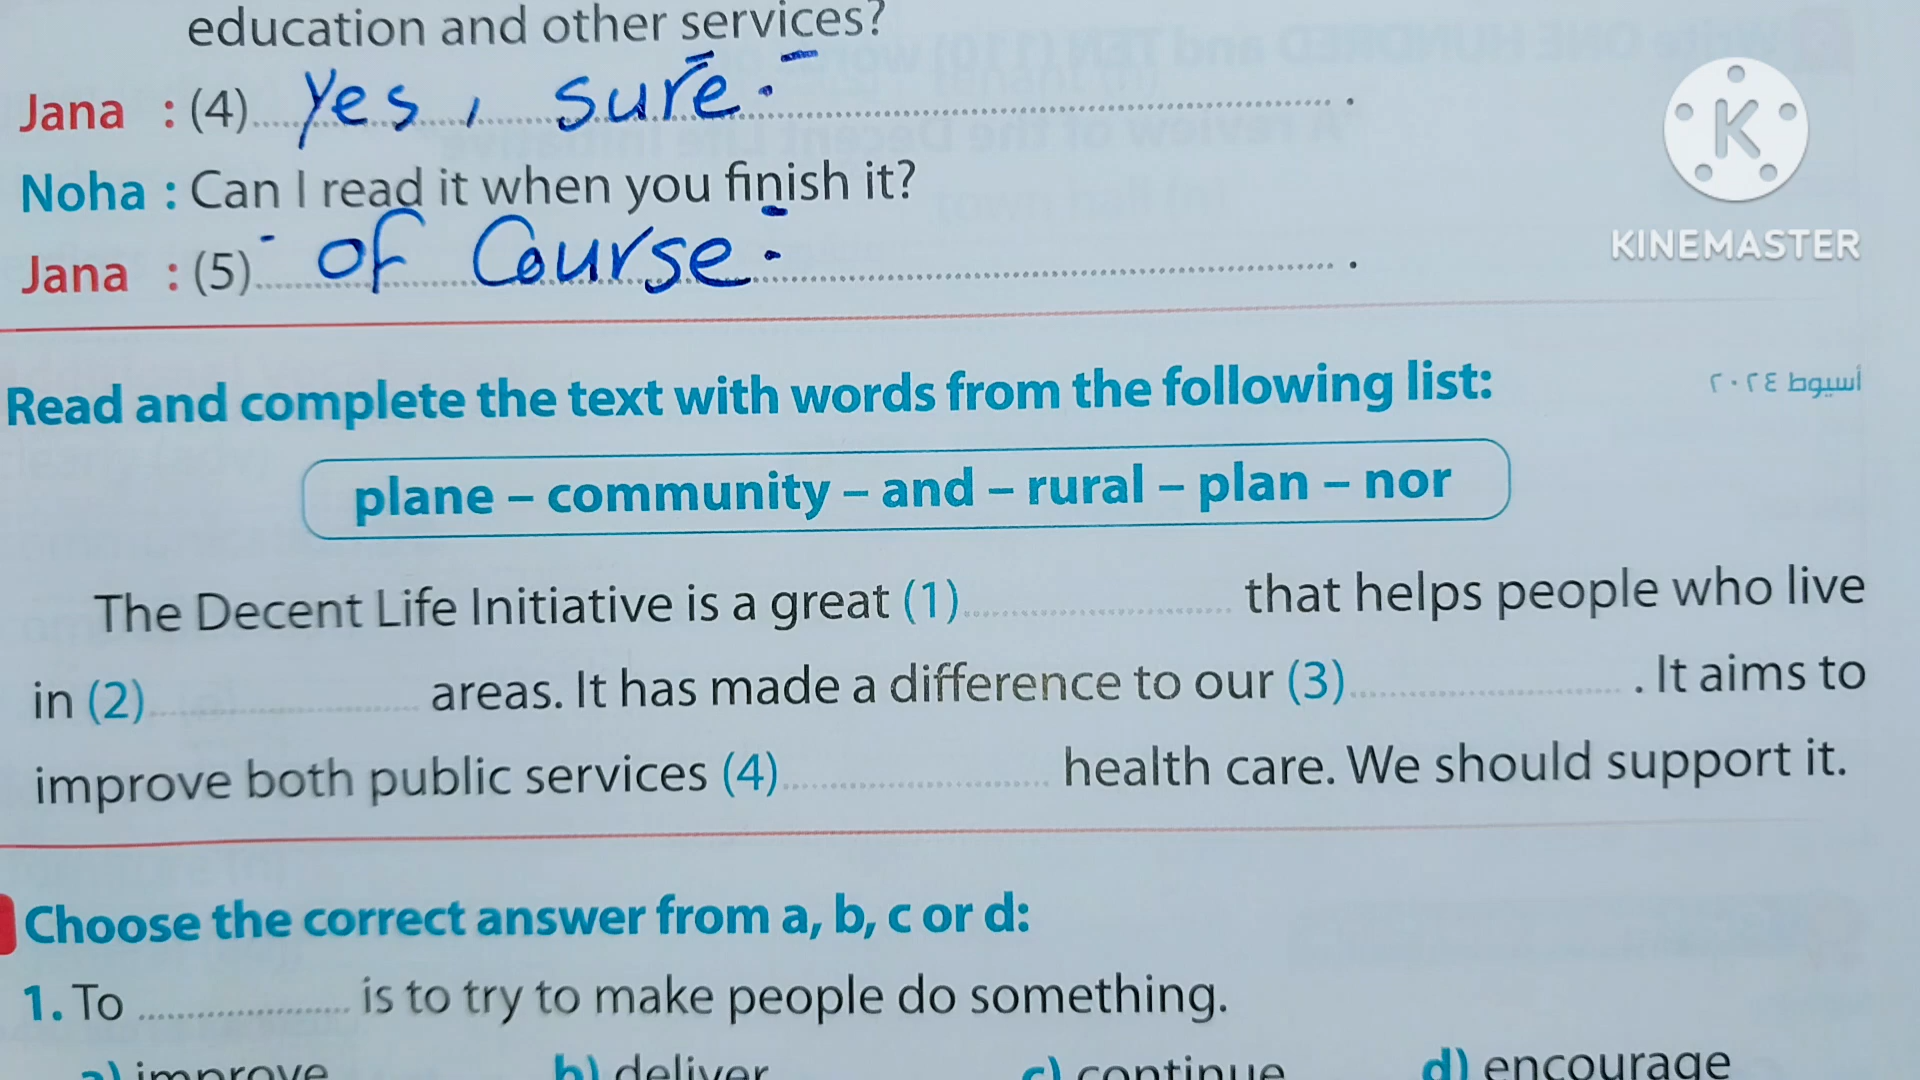 education and other services?
Jana : (4) Yes, sure.
Noha : Can I read it when you finish it?
Jana : (5) of Course.
KINEMASTER
Read and complete the text with words from the following list:
أسيوط ٢٠٢٤
plane – community – and – rural – plan – nor
The Decent Life Initiative is a great (1).................... that helps people who live
in (2).................... areas. It has made a difference to our (3).................... . It aims to
improve both public services (4).................... health care. We should support it.
Choose the correct answer from a, b, c or d:
1. To .................... is to try to make people do something.
a) improve b) deliver c) continue d) encourage